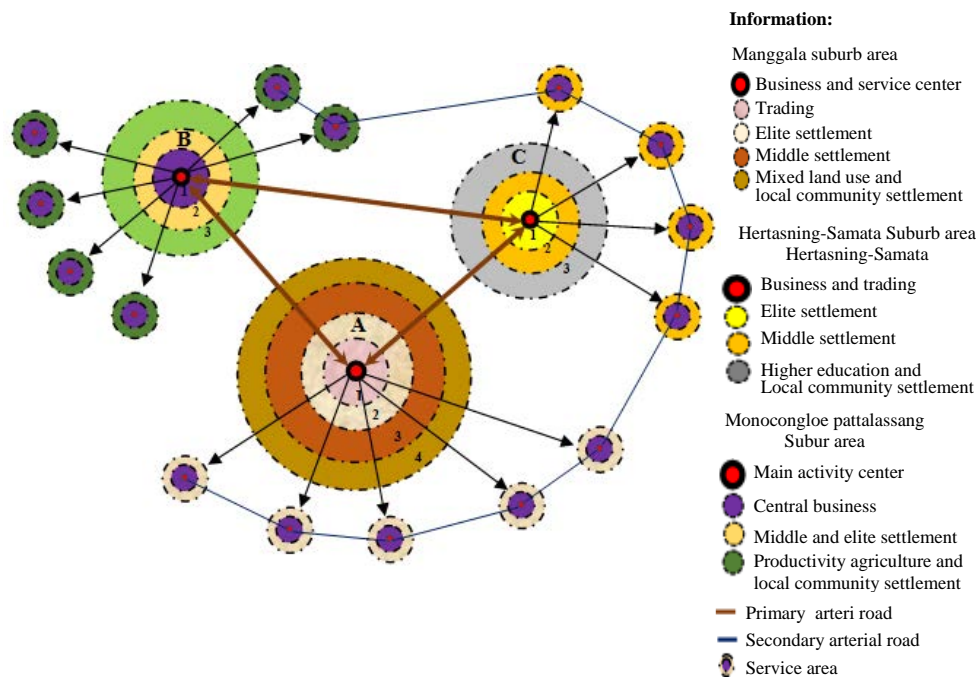 Information:
Manggala suburb area
Business and service center
Trading
Elite settlement
Middle settlement
Mixed land use and
local community settlement
Hertasning-Samata Suburb area
Hertasning-Samata
Business and trading
Elite settlement
Middle settlement
Higher education and
Local community settlement
Monocongloe pattalassang
Subur area
Main activity center
Central business
Middle and elite settlement
Productivity agriculture and
local community settlement
Primary arteri road
Secondary arterial road
Service area
B
1
2
3
C
1
2
3
A
1
2
3
4